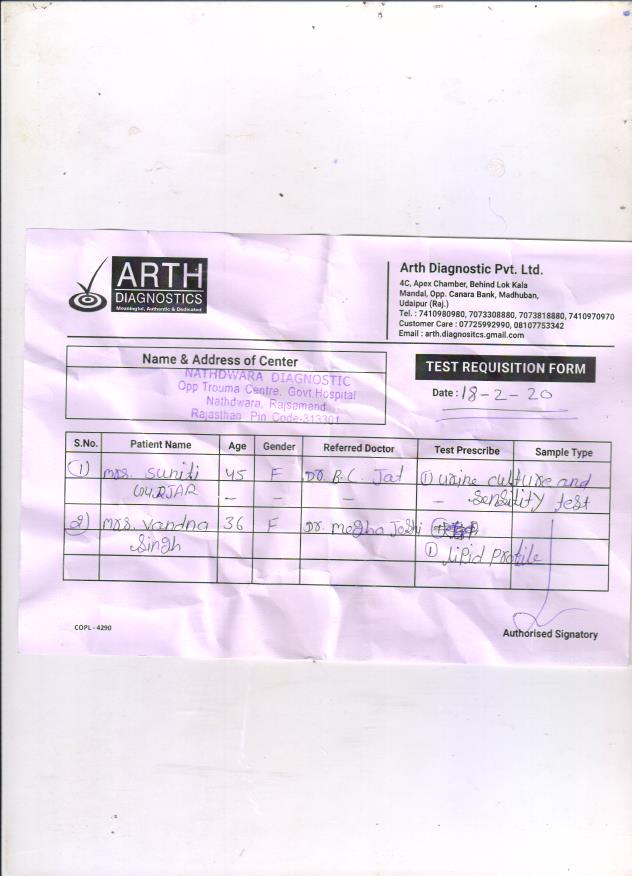 ARTH
DIAGNOSTICS
Meaningful, Authentic & Dedicated
Arth Diagnostic Pvt. Ltd.
4C, Apex Chamber, Behind Lok Kala
Mandal, Opp. Canara Bank, Madhuban,
Udaipur (Raj.)
Tel. : 7410980980, 7073308880, 7073818880, 7410970970
Customer Care : 07725992990, 08107753342
Email : arth.diagnositcs.gmail.com
Name & Address of Center
NATHDWARA DIAGNOSTIC
Opp Trouma Centre, Govt.Hospital
Nathdwara, Rajsamand
Rajasthan Pin Code-313301
TEST REQUISITION FORM
Date : 18-2-20
S.No. Patient Name Age Gender Referred Doctor Test Prescribe Sample Type
(1) mrs. Suniti 45 F DR. B.C. Jat (1) urine culture and
GURJAR – – – – Sensitity test
(2) Mrs. Vandna 36 F Dr. Megha Joshi
Singh (1) Lipid Profile
COPL - 4290
Authorised Signatory